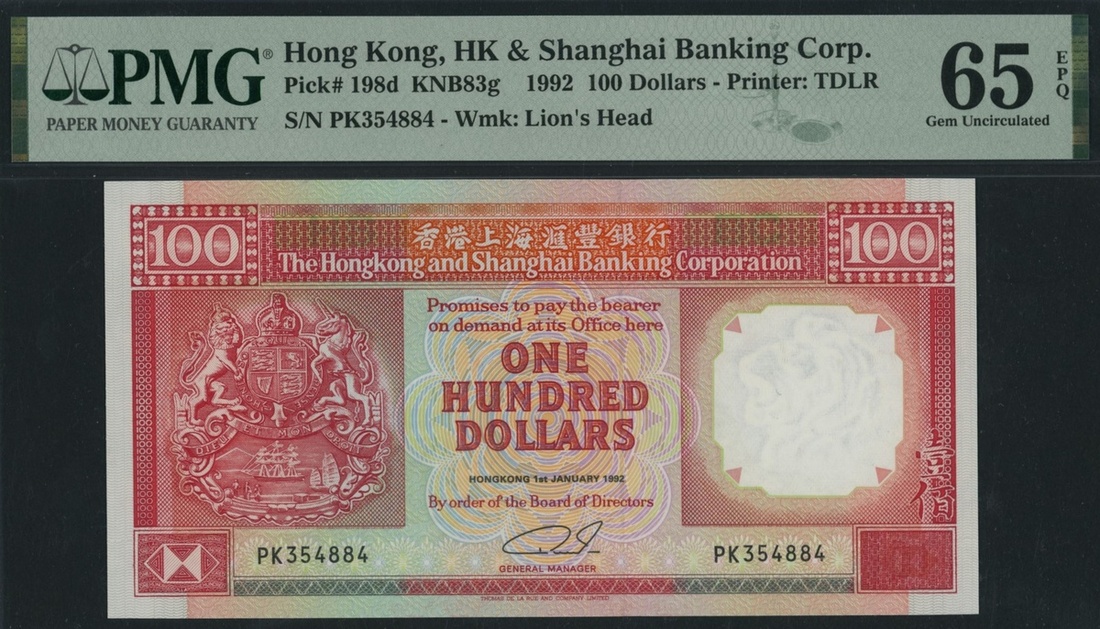 PMG®
PAPER MONEY GUARANTY
Hong Kong, HK & Shanghai Banking Corp.
Pick# 198d KNB83g 1992 100 Dollars - Printer: TDLR
S/N PK354884 - Wmk: Lion's Head
65
EPQ
Gem Uncirculated
100
香港上海滙豐銀行
100
The Hongkong and Shanghai Banking Corporation
Promises to pay the bearer
on demand at its Office here
ONE
HUNDRED
DOLLARS
HONGKONG 1st JANUARY 1992
By order of the Board of Directors
壹佰
PK354884
PK354884
GENERAL MANAGER
THOMAS DE LA RUE AND COMPANY LIMITED